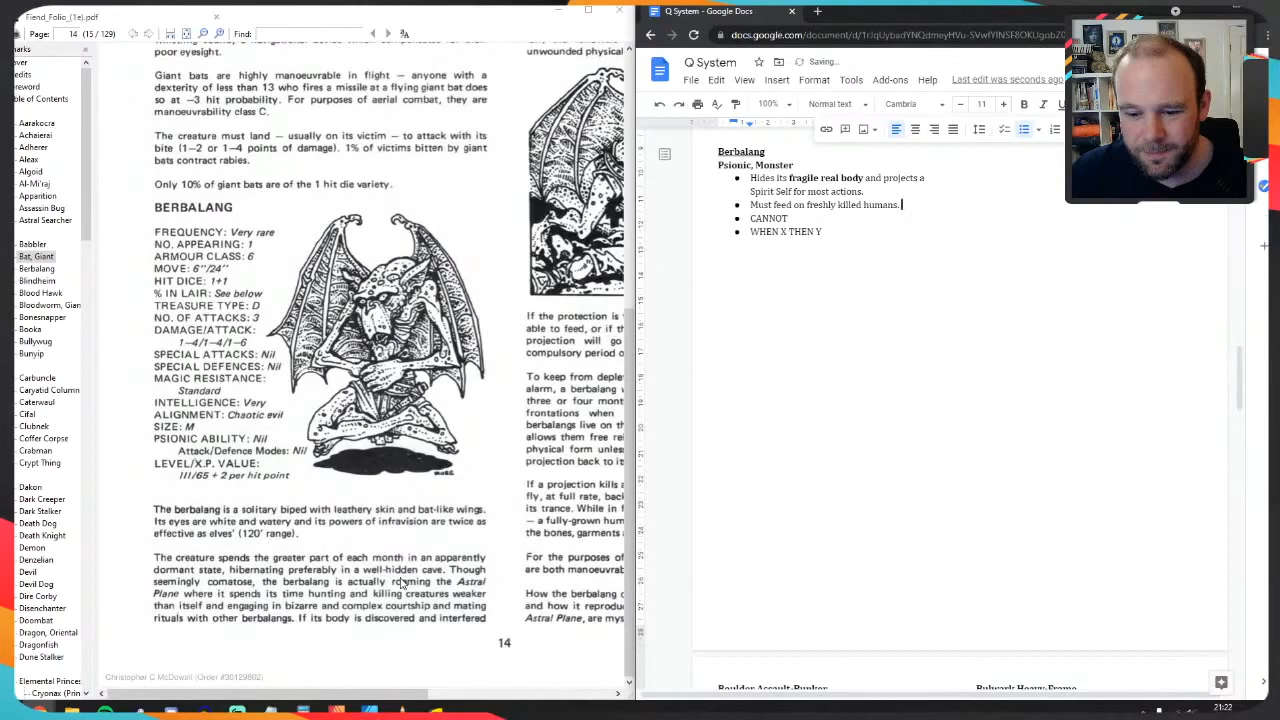 Fiend_Folio_(1e).pdf
Page: 14 (15 / 129) Find:
Credits
Foreword
Table of Contents
Aarakocra
Achaierai
Adherer
Aleax
Algoid
Al-Mi'raj
Apparition
Assassin Bug
Astral Searcher
Babbler
Bat, Giant
Berbalang
Blindheim
Blood Hawk
Bloodworm, Gian
Bonesnapper
Booka
Bullywug
Bunyip
Carbuncle
Caryatid Column
Caterwaul
Cifal
Clubnek
Coffer Corpse
Crabman
Crypt Thing
Dakon
Dark Creeper
Dark Stalker
Death Dog
Death Knight
Demon
Denzelian
Devil
Devil Dog
Dire Corby
Disenchanter
Doombat
Dragon, Oriental
Dragonfish
Dune Stalker
Elemental Princes
Cryonax (Prin
poor eyesight.
Giant bats are highly manoeuvrable in flight — anyone with a
dexterity of less than 13 who fires a missile at a flying giant bat does
so at —3 hit probability. For purposes of aerial combat, they are
manoeuvrability class C.
The creature must land — usually on its victim — to attack with its
bite (1—2 or 1—4 points of damage). 1% of victims bitten by giant
bats contract rabies.
Only 10% of giant bats are of the 1 hit die variety.
BERBALANG
FREQUENCY: Very rare
NO. APPEARING: 1
ARMOUR CLASS: 6
MOVE: 6"/24"
HIT DICE: 1+1
% IN LAIR: See below
TREASURE TYPE: D
NO. OF ATTACKS: 3
DAMAGE/ATTACK:
1—4/1—4/1—6
SPECIAL ATTACKS: Nil
SPECIAL DEFENCES: Nil
MAGIC RESISTANCE:
Standard
INTELLIGENCE: Very
ALIGNMENT: Chaotic evil
SIZE: M
PSIONIC ABILITY: Nil
Attack/Defence Modes: Nil
LEVEL/X.P. VALUE:
III/65 + 2 per hit point
The berbalang is a solitary biped with leathery skin and bat-like wings.
Its eyes are white and watery and its powers of infravision are twice as
effective as elves' (120' range).
The creature spends the greater part of each month in an apparently
dormant state, hibernating preferably in a well-hidden cave. Though
seemingly comatose, the berbalang is actually roaming the Astral
Plane where it spends its time hunting and killing creatures weaker
than itself and engaging in bizarre and complex courtship and mating
rituals with other berbalangs. If its body is discovered and interfered
14
Christopher C McDowall (Order #30129802)
unwounded physical
If the protection is
able to feed, or if th
projection will go
compulsory period o
To keep from deplet
alarm, a berbalang w
three or four mont
frontations when
berbalangs live on th
allows them free rei
physical form unles
projection back to it
If a projection kills a
fly, at full rate, back
its trance. While in f
— a fully-grown hum
the bones, garments a
For the purposes of
are both manoeuvrab
How the berbalang c
and how it reproduc
Astral Plane, are mys
Q System - Google Docs
Q System Saving...
File Edit View Insert Format Tools Add-ons Help Last edit was seconds ago
100% Normal text Cambria 11 B I U
Berbalang
Psionic, Monster
● Hides its fragile real body and projects a
Spirit Self for most actions.
● Must feed on freshly killed humans.
● CANNOT
● WHEN X THEN Y
Boulder Assault-Bunker Bulwark Heavy-Frame
21:22